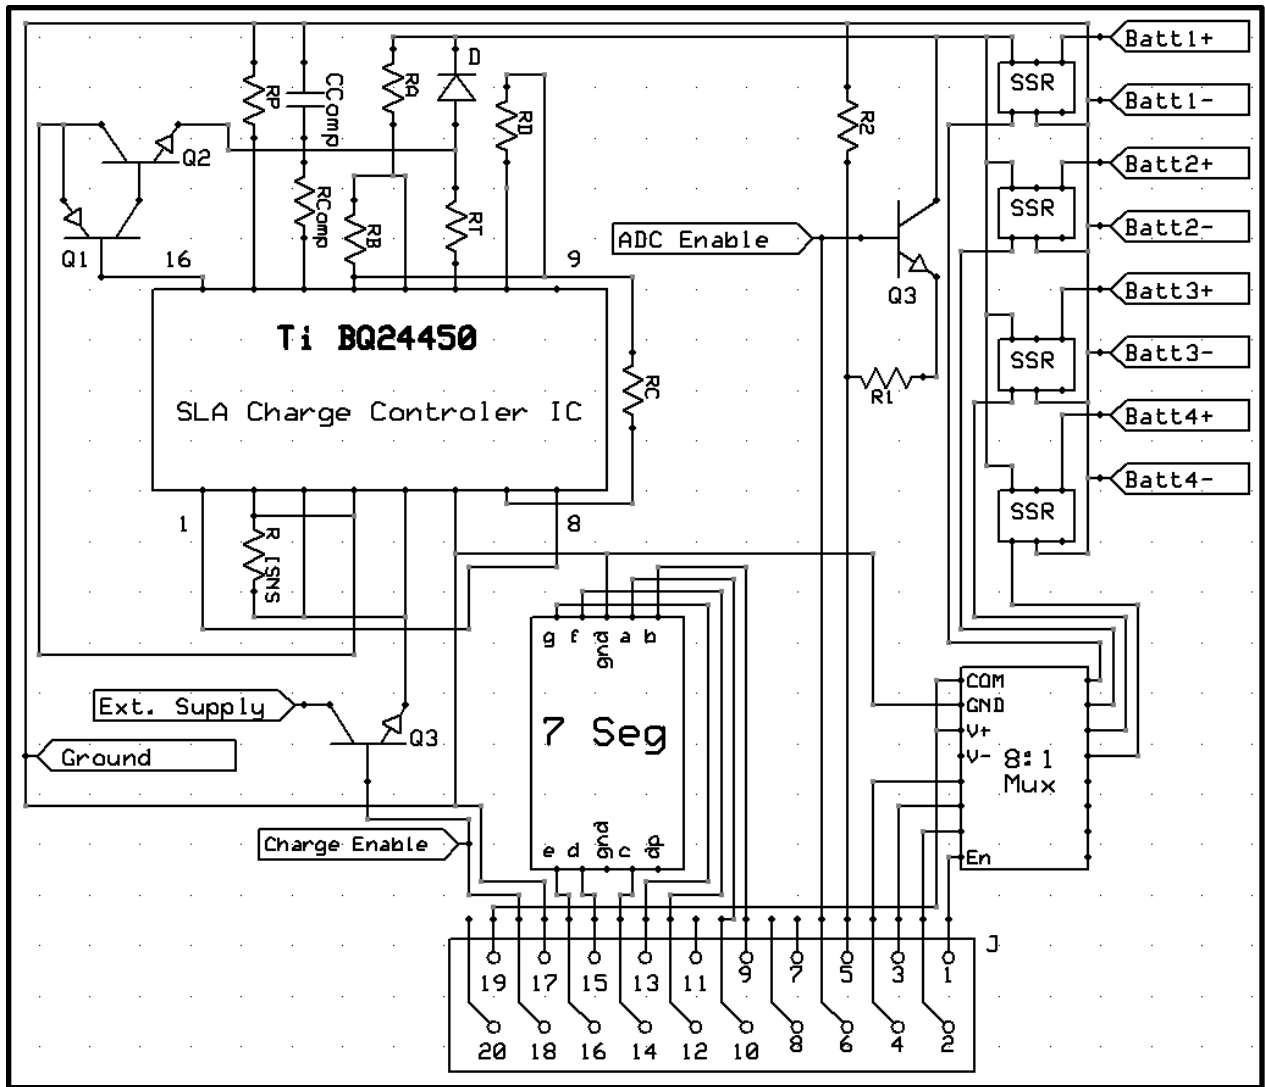 Batt1+
D
SSR
RP
CComp
RA
RD
R2
Batt1-
Q2
Batt2+
RComp
RB
RT
SSR
Batt2-
ADC Enable
Q1
16
9
Q3
Batt3+
Ti BQ24450
Batt3-
SSR
RC
R1
SLA Charge Controler IC
Batt4+
Batt4-
SSR
1
8
R ISNS
g f gnd a b
COM
Ext. Supply
GND
7 Seg
Q3
V+
Ground
V-
8:1
Mux
Charge Enable
e d gnd c dp
En
J
19 17 15 13 11 9 7 5 3 1
20 18 16 14 12 10 8 6 4 2